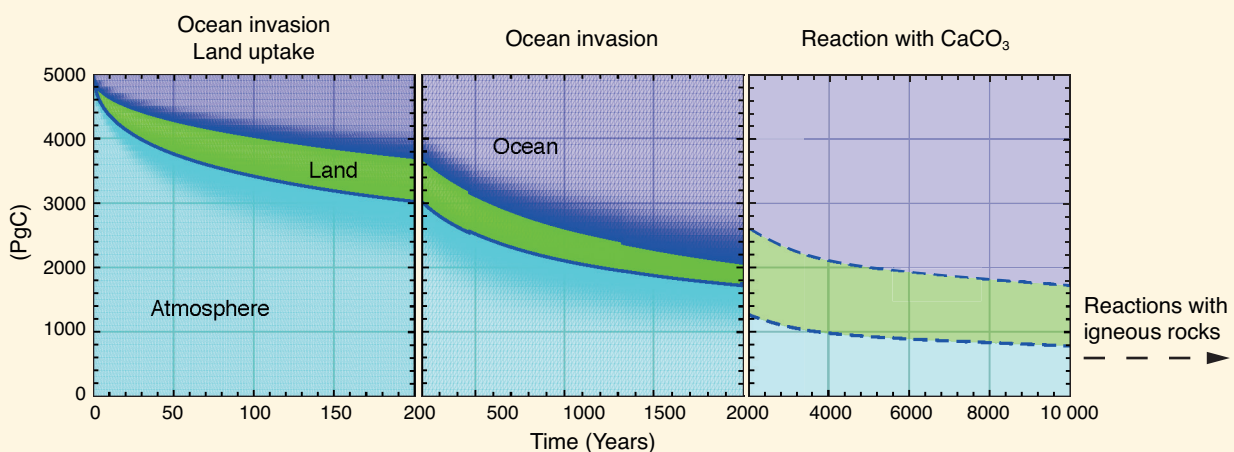 Ocean invasion
Land uptake
Ocean invasion
Reaction with CaCO₃
(PgC)
5000
4000
3000
2000
1000
0
Land
Ocean
Atmosphere
0 50 100 150 200 500 1000 1500 2000 4000 6000 8000 10 000
Time (Years)
Reactions with
igneous rocks